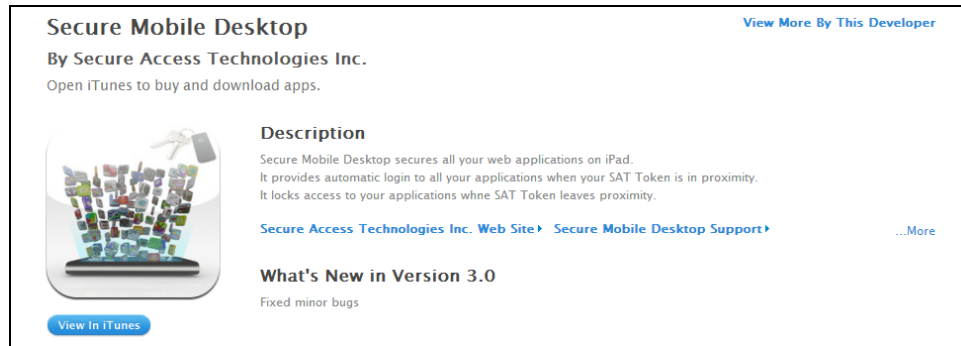 Secure Mobile Desktop
View More By This Developer
By Secure Access Technologies Inc.
Open iTunes to buy and download apps.
Description
Secure Mobile Desktop secures all your web applications on iPad.
It provides automatic login to all your applications when your SAT Token is in proximity.
It locks access to your applications whne SAT Token leaves proximity.
Secure Access Technologies Inc. Web Site Secure Mobile Desktop Support
...More
What's New in Version 3.0
Fixed minor bugs
View In iTunes